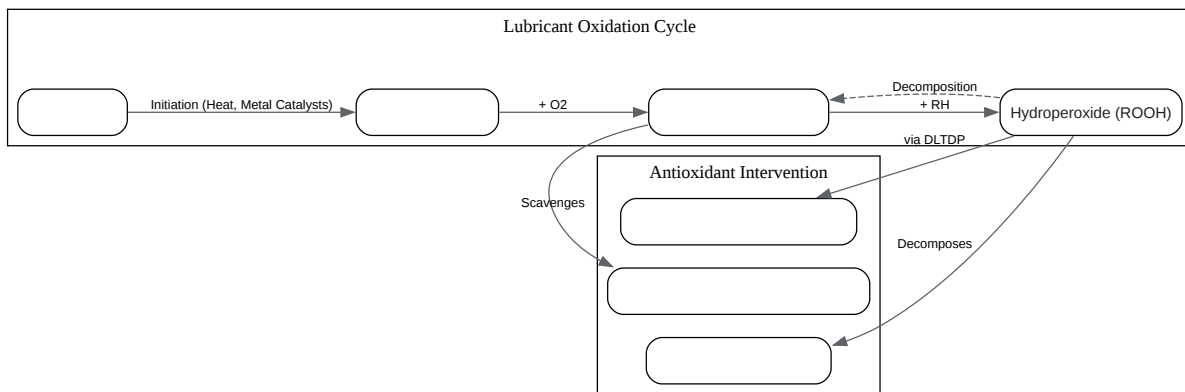 Lubricant Oxidation Cycle
Initiation (Heat, Metal Catalysts)
+ O2
Decomposition
+ RH
Hydroperoxide (ROOH)
via DLTDP
Antioxidant Intervention
Scavenges
Decomposes